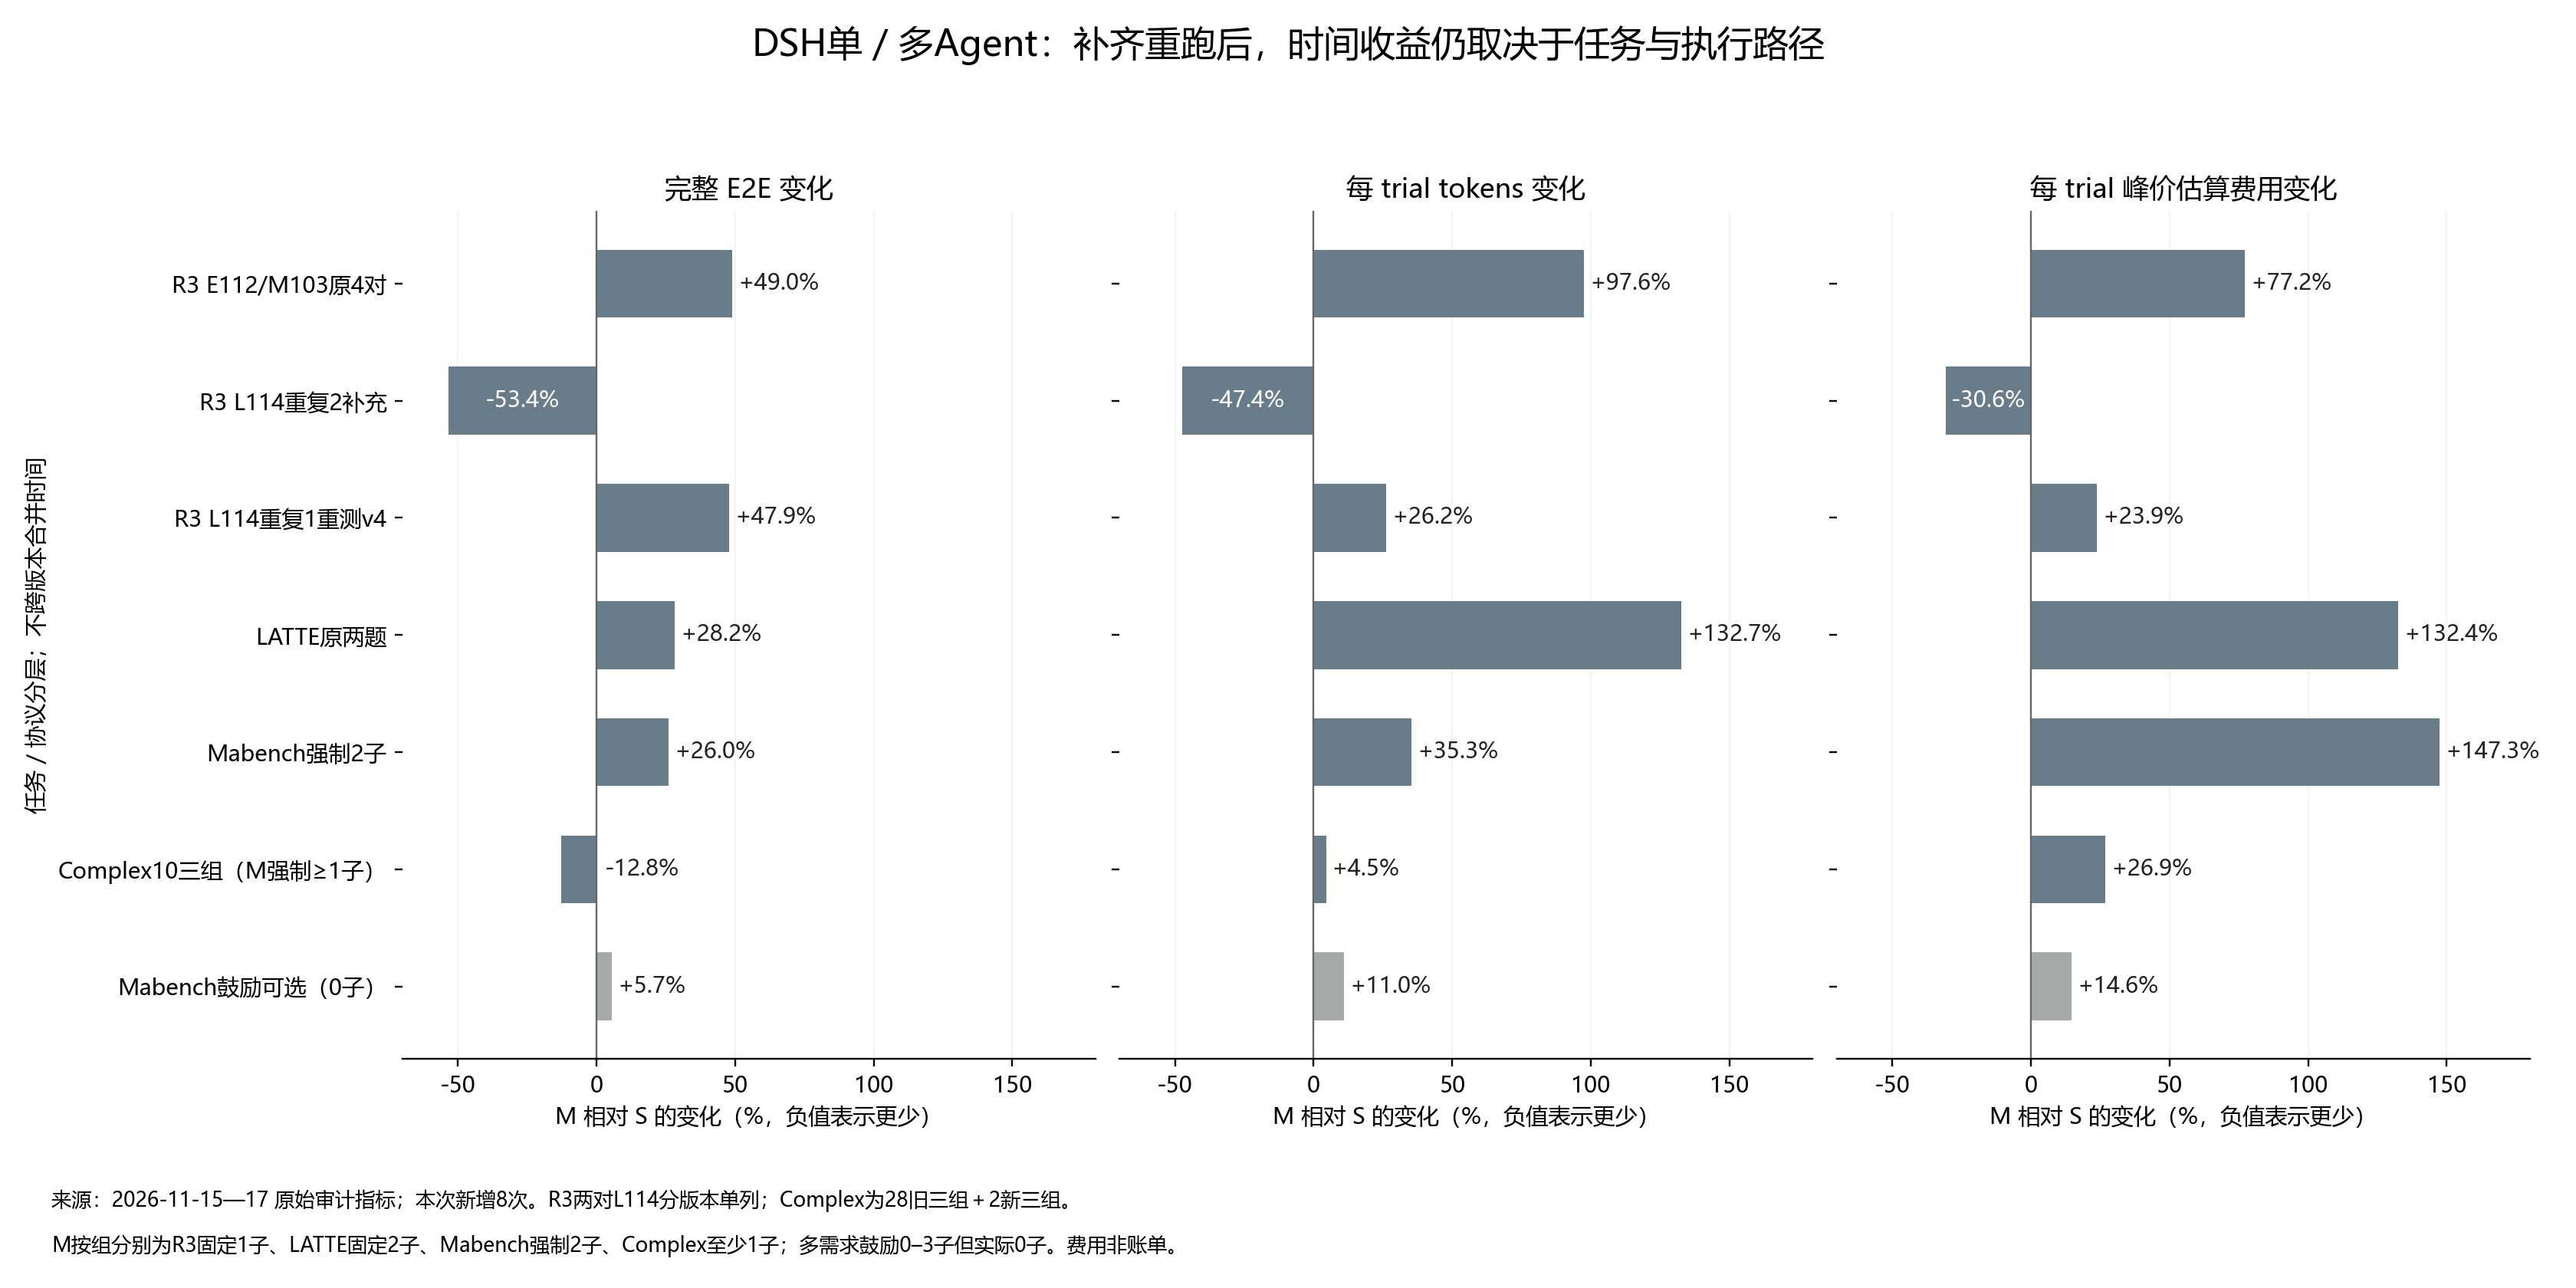 DSH单 / 多Agent：补齐重跑后，时间收益仍取决于任务与执行路径
完整 E2E 变化
每 trial tokens 变化
每 trial 峰价估算费用变化
任务 / 协议分层；不跨版本合并时间
R3 E112/M103原4对
+49.0%
+97.6%
+77.2%
R3 L114重复2补充
-53.4%
-47.4%
-30.6%
R3 L114重复1重测v4
+47.9%
+26.2%
+23.9%
LATTE原两题
+28.2%
+132.7%
+132.4%
Mabench强制2子
+26.0%
+35.3%
+147.3%
Complex10三组（M强制≥1子）
-12.8%
+4.5%
+26.9%
Mabench鼓励可选（0子）
+5.7%
+11.0%
+14.6%
-50 0 50 100 150
-50 0 50 100 150
-50 0 50 100 150
M 相对 S 的变化（%，负值表示更少）
M 相对 S 的变化（%，负值表示更少）
M 相对 S 的变化（%，负值表示更少）
来源：2026-11-15—17 原始审计指标；本次新增8次。R3两对L114分版本单列；Complex为28旧三组＋2新三组。
M按组分别为R3固定1子、LATTE固定2子、Mabench强制2子、Complex至少1子；多需求鼓励0–3子但实际0子。费用非账单。